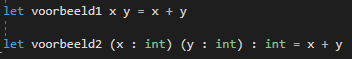 let voorbeeld1 x y = x + y
let voorbeeld2 (x : int) (y : int) : int = x + y